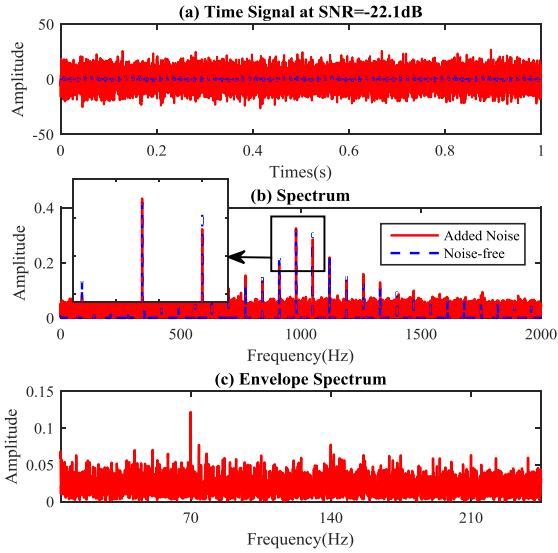 (a) Time Signal at SNR=-22.1dB
50
0
-50
Amplitude
0 0.2 0.4 0.6 0.8 1
Times(s)
(b) Spectrum
0.4
0.2
0
Amplitude
Added Noise
Noise-free
0 500 1000 1500 2000
Frequency(Hz)
(c) Envelope Spectrum
0.15
0.1
0.05
0
Amplitude
70 140 210
Frequency(Hz)